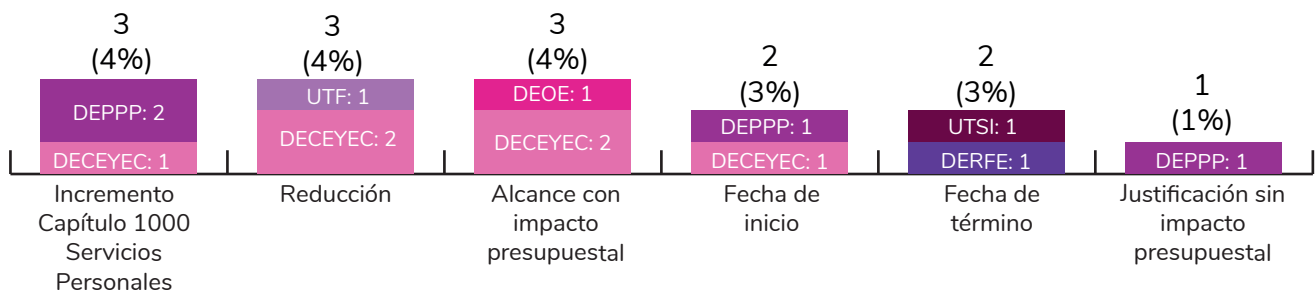 3
(4%)
DEPPP: 2
DECEYEC: 1
Incremento
Capítulo 1000
Servicios
Personales
3
(4%)
UTF: 1
DECEYEC: 2
Reducción
3
(4%)
DEOE: 1
DECEYEC: 2
Alcance con
impacto
presupuestal
2
(3%)
DEPPP: 1
DECEYEC: 1
Fecha de
inicio
2
(3%)
UTSI: 1
DERFE: 1
Fecha de
término
1
(1%)
DEPPP: 1
Justificación sin
impacto
presupuestal